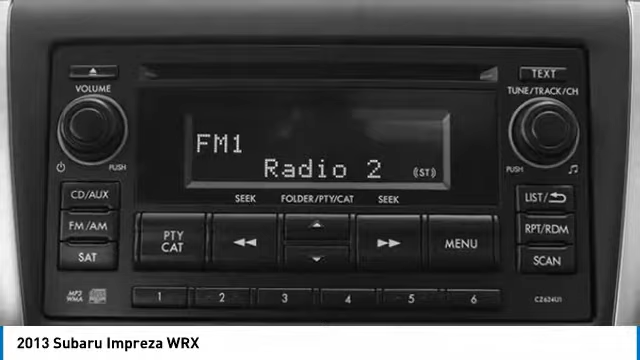 TEXT
VOLUME
TUNE/TRACK/CH
FM1
Radio 2 (ST)
PUSH
PUSH
SEEK FOLDER/PTY/CAT SEEK
CD/AUX
LIST/
FM/AM
PTY CAT
MENU
RPT/RDM
SAT
SCAN
MP3 WMA
1 2 3 4 5 6
CZ624U1
2013 Subaru Impreza WRX